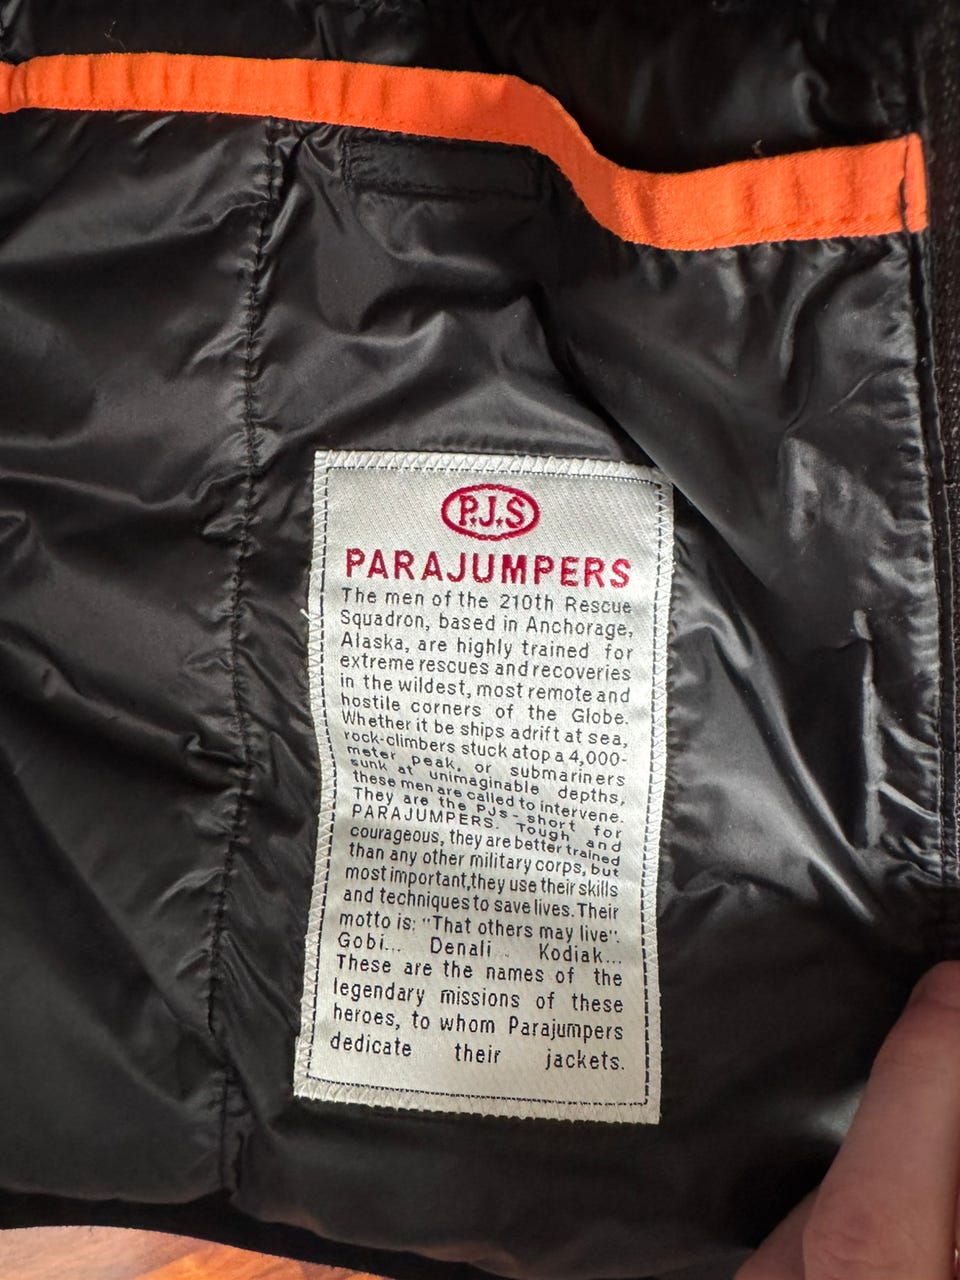 P.J.S
PARAJUMPERS
The men of the 210th Rescue
Squadron, based in Anchorage,
Alaska, are highly trained for
extreme rescues and recoveries
in the wildest, most remote and
hostile corners of the Globe.
Whether it be ships adrift at sea,
rock-climbers stuck atop a 4,000-
meter peak, or submariners
sunk at unimaginable depths,
these men are called to intervene.
They are the PJs - short for
PARAJUMPERS. Tough and
courageous, they are better trained
than any other military corps, but
most important,they use their skills
and techniques to save lives. Their
motto is: "That others may live".
Gobi... Denali... Kodiak...
These are the names of the
legendary missions of these
heroes, to whom Parajumpers
dedicate their jackets.